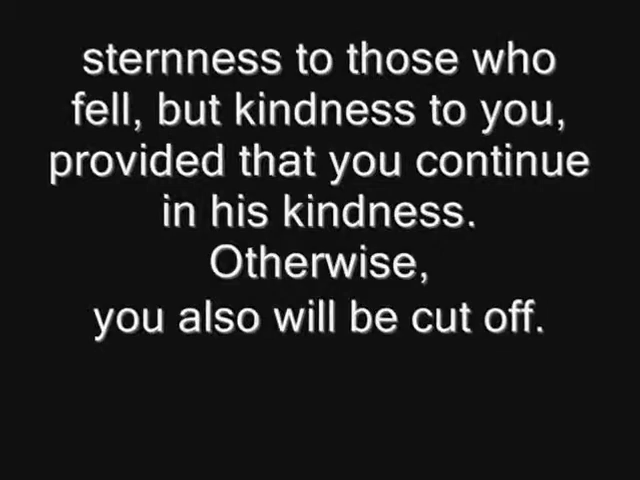 sternness to those who
fell, but kindness to you,
provided that you continue
in his kindness.
Otherwise,
you also will be cut off.